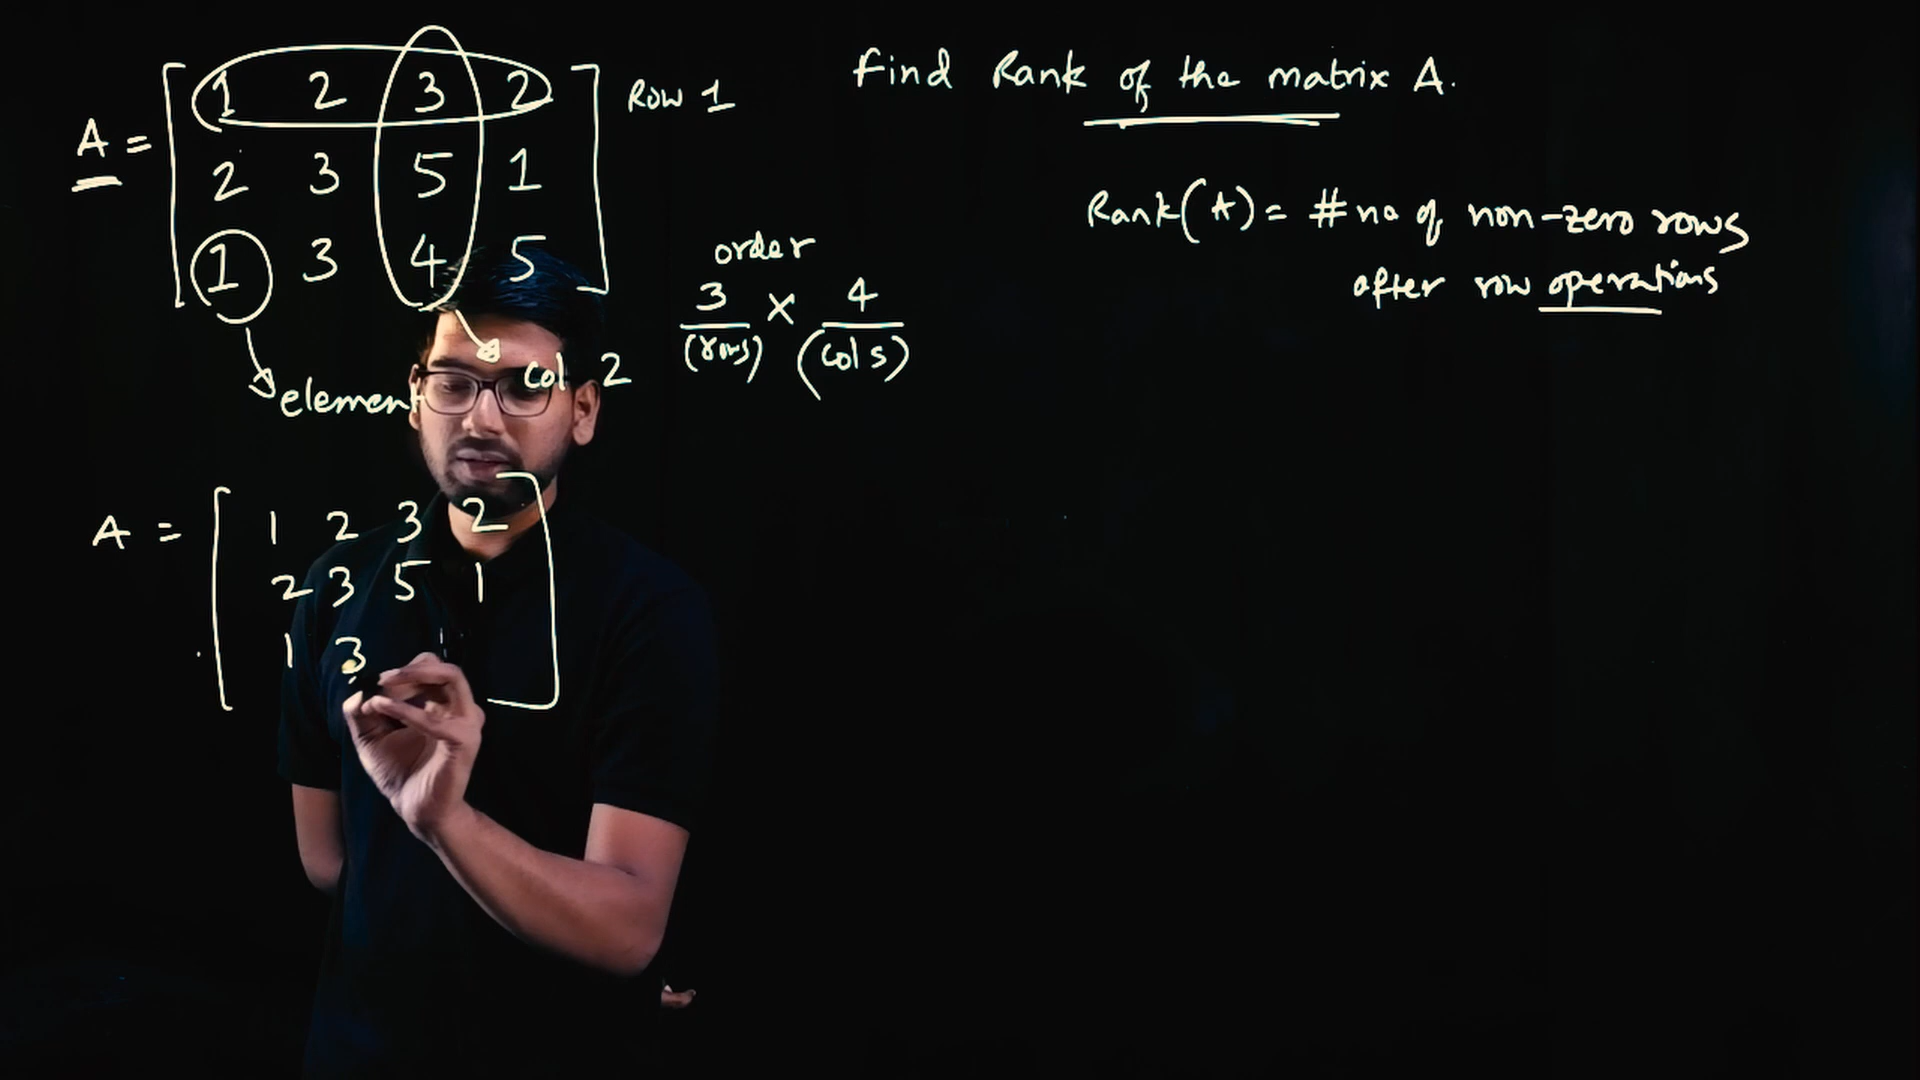 Find Rank of the matrix A.
A = [ 1 2 3 2 ] Row 1
2 3 5 1
1 3 4 5
Rank(A) = # no of non-zero rows
after row operations
order
3 × 4
(rows) (cols)
element
Col 2
A = [ 1 2 3 2 ]
2 3 5 1
1 3